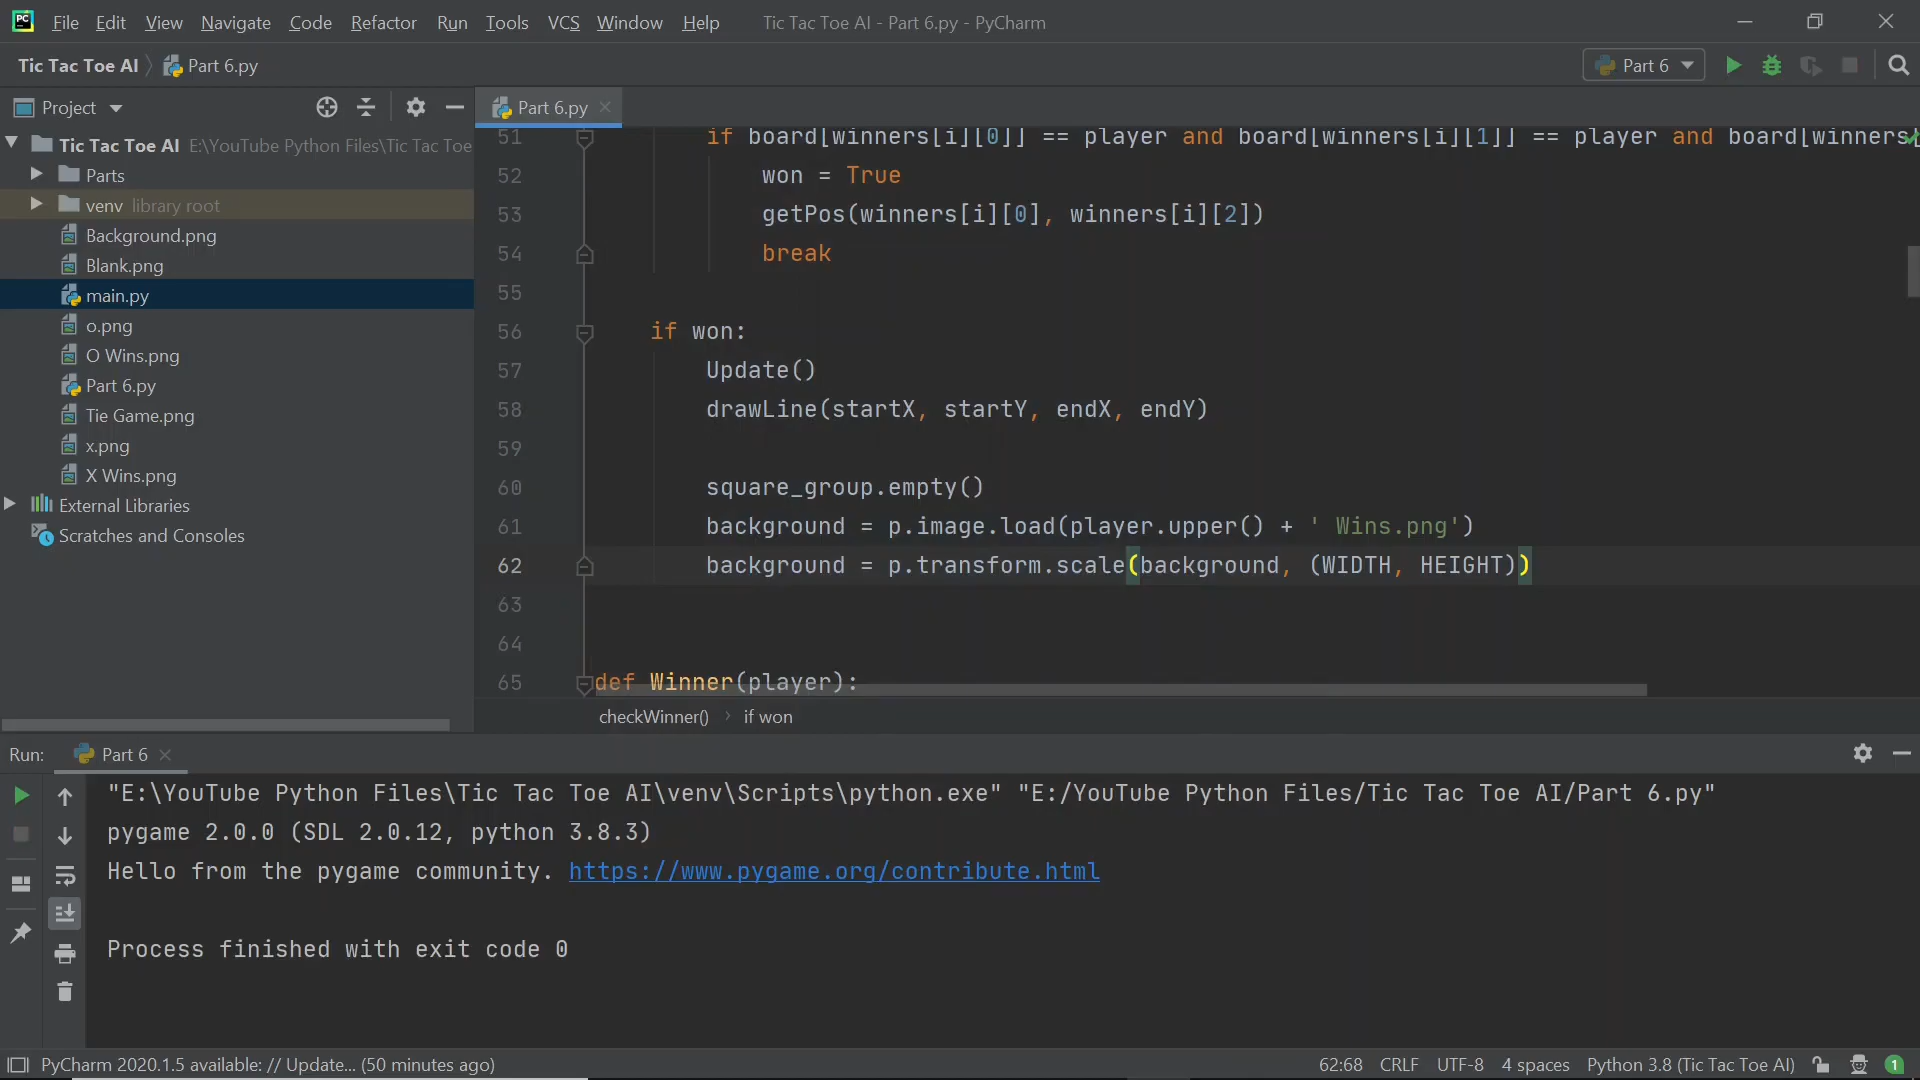 PC File Edit View Navigate Code Refactor Run Tools VCS Window Help Tic Tac Toe AI - Part 6.py - PyCharm
Tic Tac Toe AI Part 6.py Part 6
Project
Part 6.py
Tic Tac Toe AI E:\YouTube Python Files\Tic Tac Toe
Parts
venv library root
Background.png
Blank.png
main.py
o.png
O Wins.png
Part 6.py
Tie Game.png
x.png
X Wins.png
External Libraries
Scratches and Consoles
51 if board[winners[i][0]] == player and board[winners[i][1]] == player and board[winners[
52 won = True
53 getPos(winners[i][0], winners[i][2])
54 break
55
56 if won:
57 Update()
58 drawLine(startX, startY, endX, endY)
59
60 square_group.empty()
61 background = p.image.load(player.upper() + ' Wins.png')
62 background = p.transform.scale(background, (WIDTH, HEIGHT))
63
64
65 def Winner(player):
checkWinner() › if won
Run: Part 6
"E:\YouTube Python Files\Tic Tac Toe AI\venv\Scripts\python.exe" "E:/YouTube Python Files/Tic Tac Toe AI/Part 6.py"
pygame 2.0.0 (SDL 2.0.12, python 3.8.3)
Hello from the pygame community. https://www.pygame.org/contribute.html
Process finished with exit code 0
PyCharm 2020.1.5 available: // Update... (50 minutes ago) 62:68 CRLF UTF-8 4 spaces Python 3.8 (Tic Tac Toe AI) 1